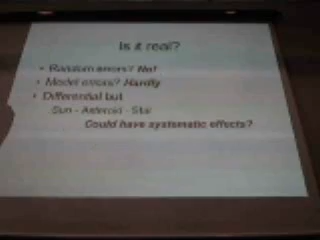 Is it real?
• Random errors? No!
• Model errors? Hardly
• Differential but
Sun - Asteroid - Star
Could have systematic effects?